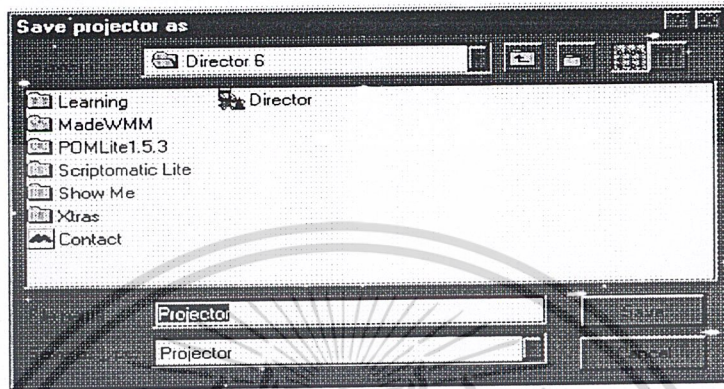 Save projector as
Director 6
Learning
Director
MadeWMM
POMLite1.5.3
Scriptomatic Lite
Show Me
Xtras
Contact
Projector
Save
Projector